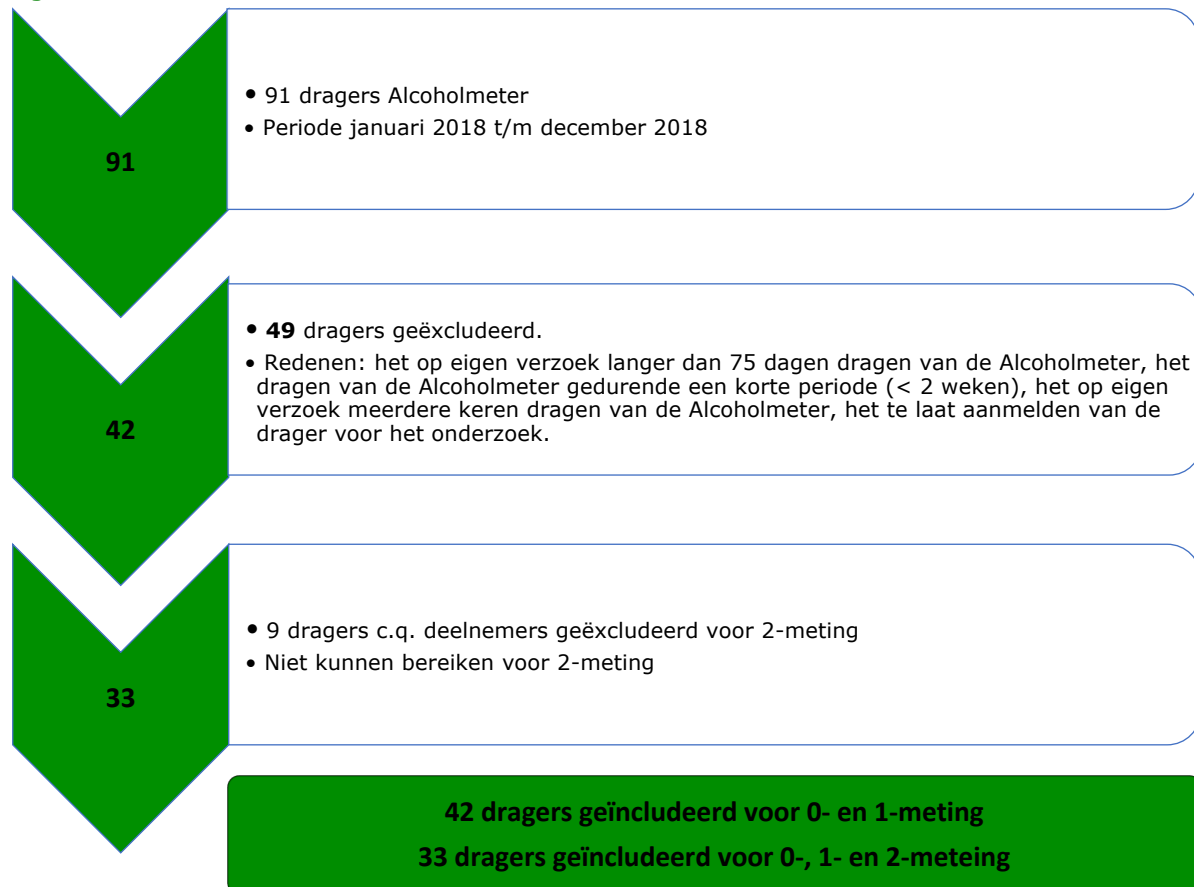 91
• 91 dragers Alcoholmeter
• Periode januari 2018 t/m december 2018
42
• 49 dragers geëxcludeerd.
• Redenen: het op eigen verzoek langer dan 75 dagen dragen van de Alcoholmeter, het
dragen van de Alcoholmeter gedurende een korte periode (< 2 weken), het op eigen
verzoek meerdere keren dragen van de Alcoholmeter, het te laat aanmelden van de
drager voor het onderzoek.
33
• 9 dragers c.q. deelnemers geëxcludeerd voor 2-meting
• Niet kunnen bereiken voor 2-meting
42 dragers geïncludeerd voor 0- en 1-meting
33 dragers geïncludeerd voor 0-, 1- en 2-meteing